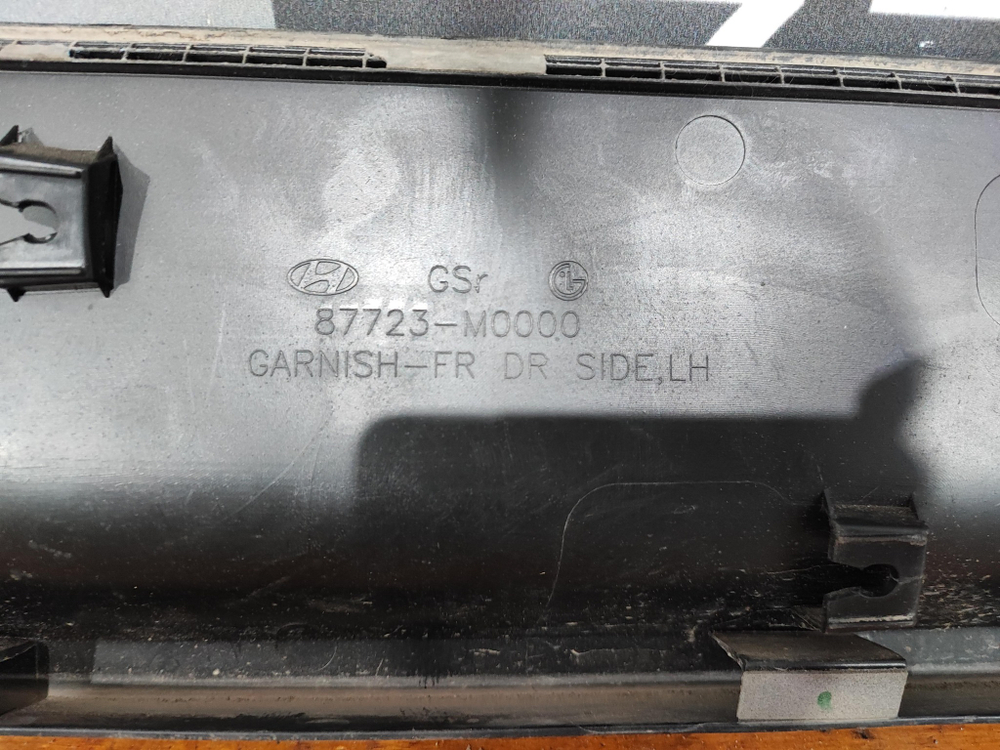 GSr
87723-M0000
GARNISH-FR DR SIDE,LH